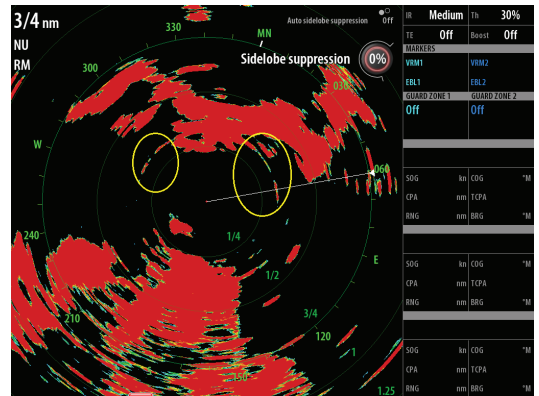 3/4 nm
NU
RM
Auto sidelobe suppression Off
Sidelobe suppression 0%
MN
330
300
030
W
060
240
E
210
120
150
1/4
1/2
3/4
1
1.25
IR Medium Th 30%
TE Off Boost Off
MARKERS
VRM1 VRM2
EBL1 EBL2
GUARD ZONE 1 GUARD ZONE 2
Off Off
SOG kn COG °M
CPA nm TCPA
RNG nm BRG °M
SOG kn COG °M
CPA nm TCPA
RNG nm BRG °M
SOG kn COG °M
CPA nm TCPA
RNG nm BRG °M